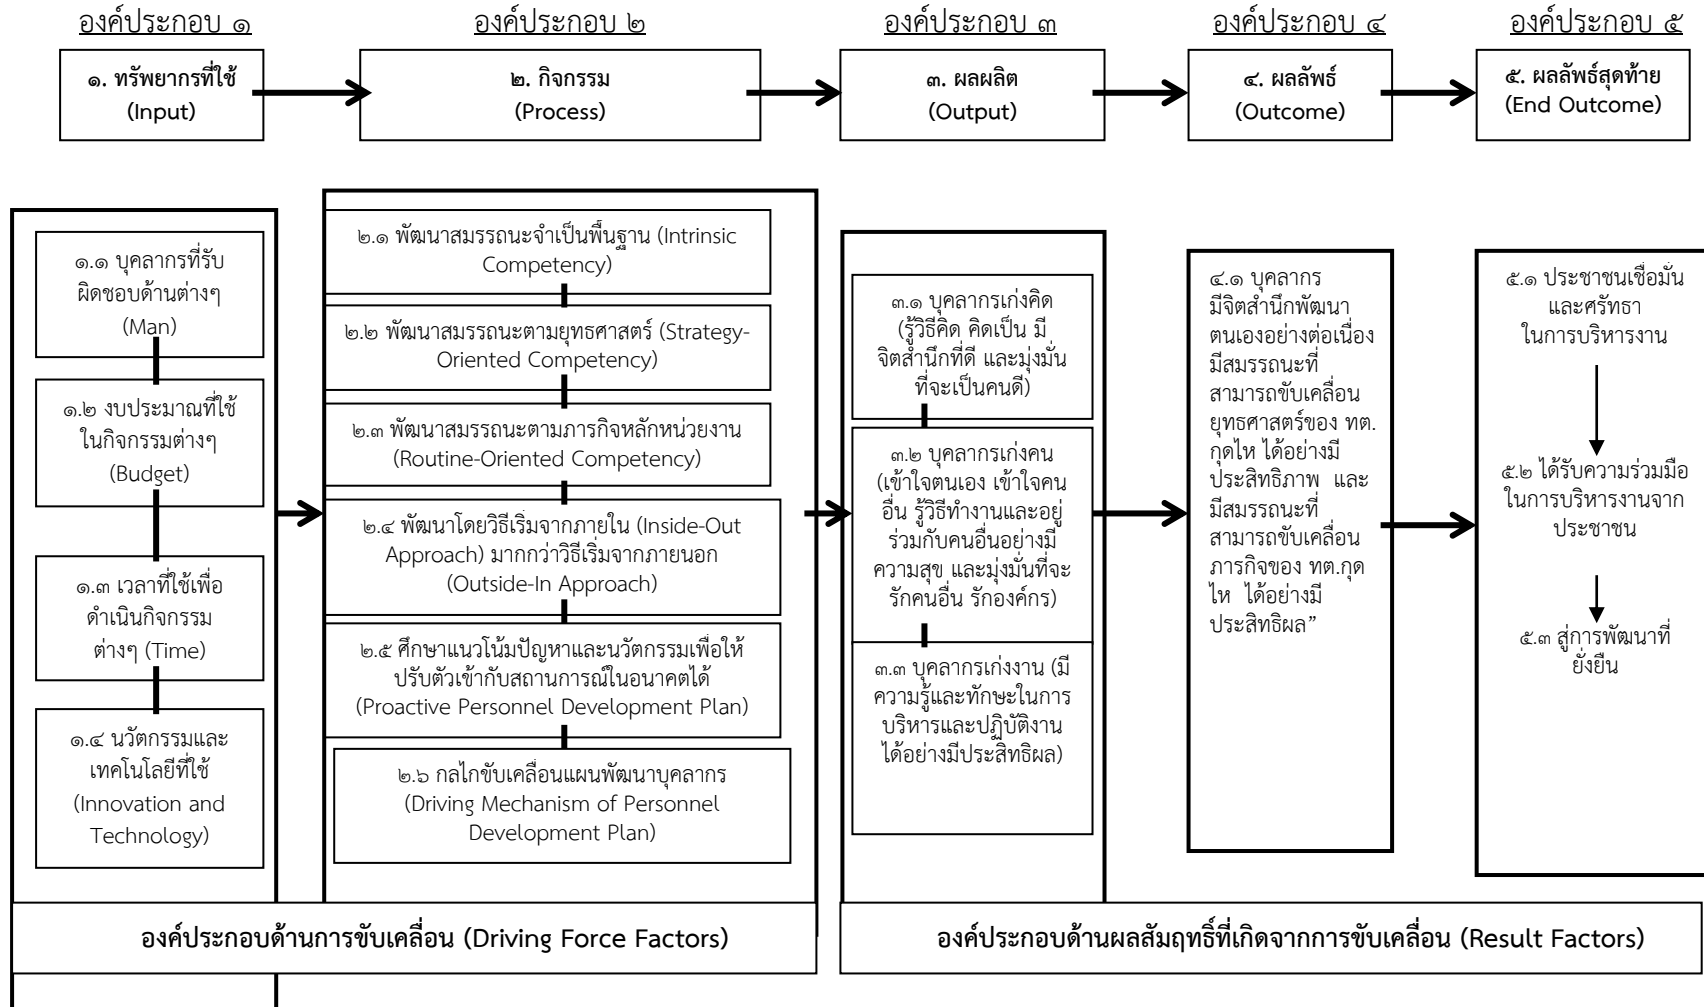 องค์ประกอบ ๑
องค์ประกอบ ๒
องค์ประกอบ ๓
องค์ประกอบ ๔
องค์ประกอบ ๕
๑. ทรัพยากรที่ใช้
(Input)
๒. กิจกรรม
(Process)
๓. ผลผลิต
(Output)
๔. ผลลัพธ์
(Outcome)
๕. ผลลัพธ์สุดท้าย
(End Outcome)
๑.๑ บุคลากรที่รับ
ผิดชอบด้านต่างๆ
(Man)
๑.๒ งบประมาณที่ใช้
ในกิจกรรมต่างๆ
(Budget)
๑.๓ เวลาที่ใช้เพื่อ
ดำเนินกิจกรรม
ต่างๆ (Time)
๑.๔ นวัตกรรมและ
เทคโนโลยีที่ใช้
(Innovation and
Technology)
๒.๑ พัฒนาสมรรถนะจำเป็นพื้นฐาน (Intrinsic
Competency)
๒.๒ พัฒนาสมรรถนะตามยุทธศาสตร์ (Strategy-
Oriented Competency)
๒.๓ พัฒนาสมรรถนะตามภารกิจหลักหน่วยงาน
(Routine-Oriented Competency)
๒.๔ พัฒนาโดยวิธีเริ่มจากภายใน (Inside-Out
Approach) มากกว่าวิธีเริ่มจากภายนอก
(Outside-In Approach)
๒.๕ ศึกษาแนวโน้มปัญหาและนวัตกรรมเพื่อให้
ปรับตัวเข้ากับสถานการณ์ในอนาคตได้
(Proactive Personnel Development Plan)
๒.๖ กลไกขับเคลื่อนแผนพัฒนาบุคลากร
(Driving Mechanism of Personnel
Development Plan)
๓.๑ บุคลากรเก่งคิด
(รู้วิธีคิด คิดเป็น มี
จิตสำนึกที่ดี และมุ่งมั่น
ที่จะเป็นคนดี)
๓.๒ บุคลากรเก่งคน
(เข้าใจตนเอง เข้าใจคน
อื่น รู้วิธีทำงานและอยู่
ร่วมกับคนอื่นอย่างมี
ความสุข และมุ่งมั่นที่จะ
รักคนอื่น รักองค์กร)
๓.๓ บุคลากรเก่งงาน (มี
ความรู้และทักษะในการ
บริหารและปฏิบัติงาน
ได้อย่างมีประสิทธิผล)
๔.๑ บุคลากร
มีจิตสำนึกพัฒนา
ตนเองอย่างต่อเนื่อง
มีสมรรถนะที่
สามารถขับเคลื่อน
ยุทธศาสตร์ของ ทต.
กุดไห ได้อย่างมี
ประสิทธิภาพ และ
มีสมรรถนะที่
สามารถขับเคลื่อน
ภารกิจของ ทต.กุด
ไห ได้อย่างมี
ประสิทธิผล”
๕.๑ ประชาชนเชื่อมั่น
และศรัทธา
ในการบริหารงาน
๕.๒ ได้รับความร่วมมือ
ในการบริหารงานจาก
ประชาชน
๕.๓ สู่การพัฒนาที่
ยั่งยืน
องค์ประกอบด้านการขับเคลื่อน (Driving Force Factors)
องค์ประกอบด้านผลสัมฤทธิ์ที่เกิดจากการขับเคลื่อน (Result Factors)